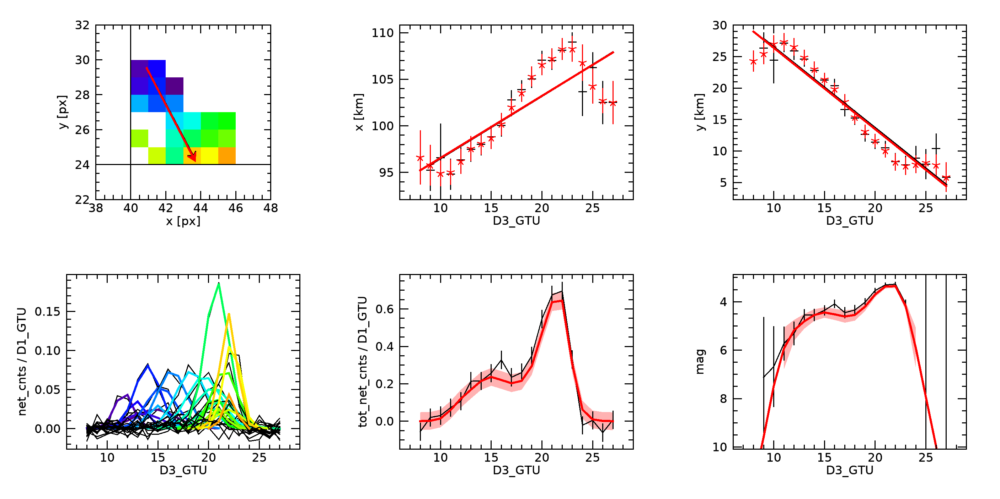 32
30
28
26
24
22
38 40 42 44 46 48
x [px]
y [px]
110
105
100
95
10 15 20 25
D3_GTU
x [km]
30
25
20
15
10
5
10 15 20 25
D3_GTU
y [km]
0.15
0.10
0.05
0.00
10 15 20 25
D3_GTU
net_cnts / D1_GTU
0.6
0.4
0.2
0.0
10 15 20 25
D3_GTU
tot_net_cnts / D1_GTU
4
6
8
10
10 15 20 25
D3_GTU
mag